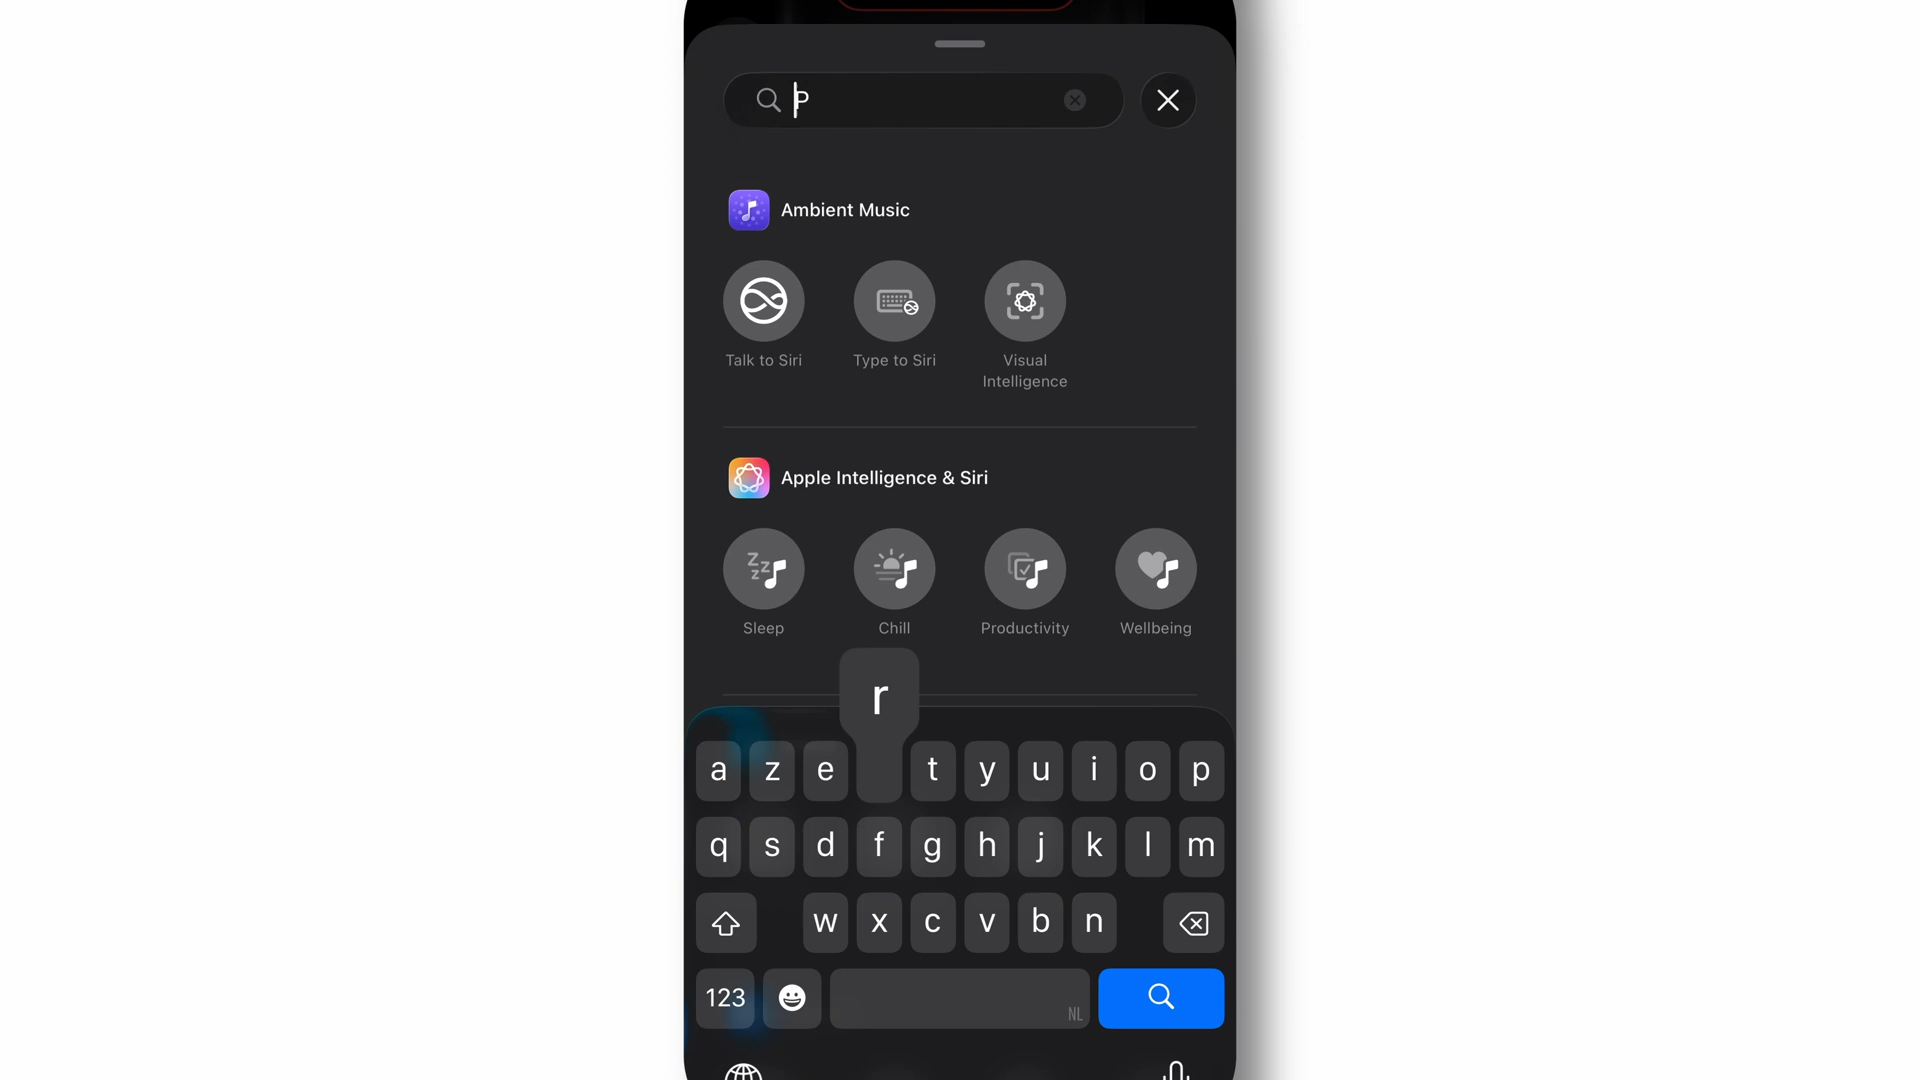 P
Ambient Music
Talk to Siri
Type to Siri
Visual
Intelligence
Apple Intelligence & Siri
Sleep
Chill
Productivity
Wellbeing
r
a z e t y u i o p
q s d f g h j k l m
w x c v b n
123
NL